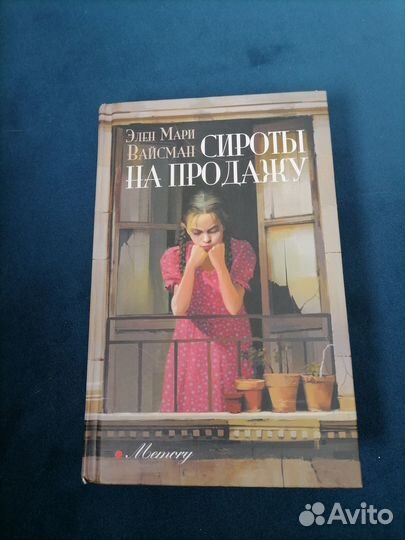 Элен Мари
Вайсман
СИРОТЫ
НА ПРОДАЖУ
Memory
Avito